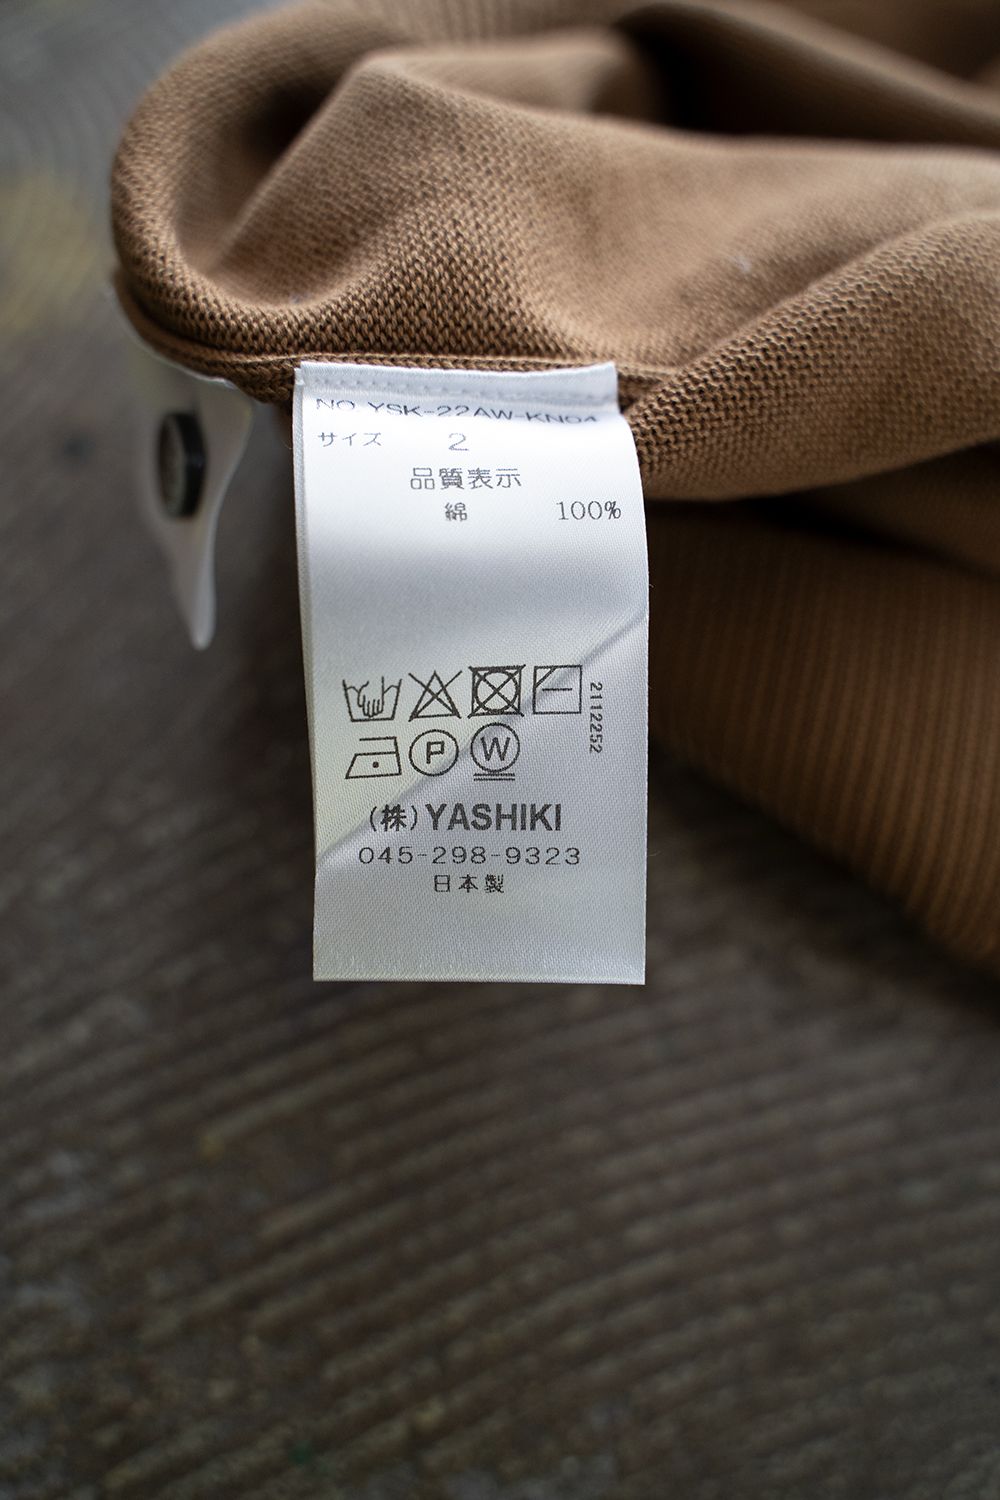 NO.YSK-22AW-KN04
サイズ 2
品質表示
綿 100%
2112252
P W
(株)YASHIKI
045-298-9323
日本製